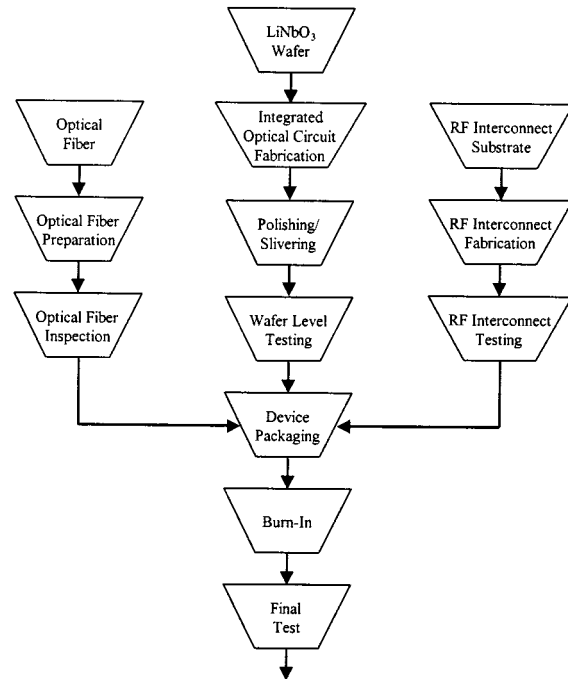 LiNbO₃
Wafer
Integrated
Optical Circuit
Fabrication
Optical
Fiber
RF Interconnect
Substrate
Optical Fiber
Preparation
Polishing/
Slivering
RF Interconnect
Fabrication
Optical Fiber
Inspection
Wafer Level
Testing
RF Interconnect
Testing
Device
Packaging
Burn-In
Final
Test